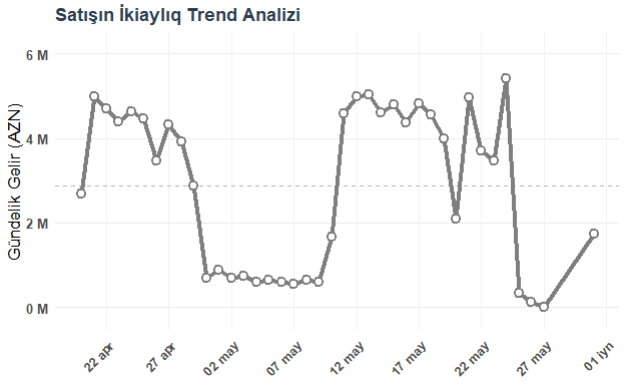 Satışın İkiaylıq Trend Analizi
Gündəlik Gəlir (AZN)
6 M
4 M
2 M
0 M
22 apr
27 apr
02 may
07 may
12 may
17 may
22 may
27 may
01 iyn